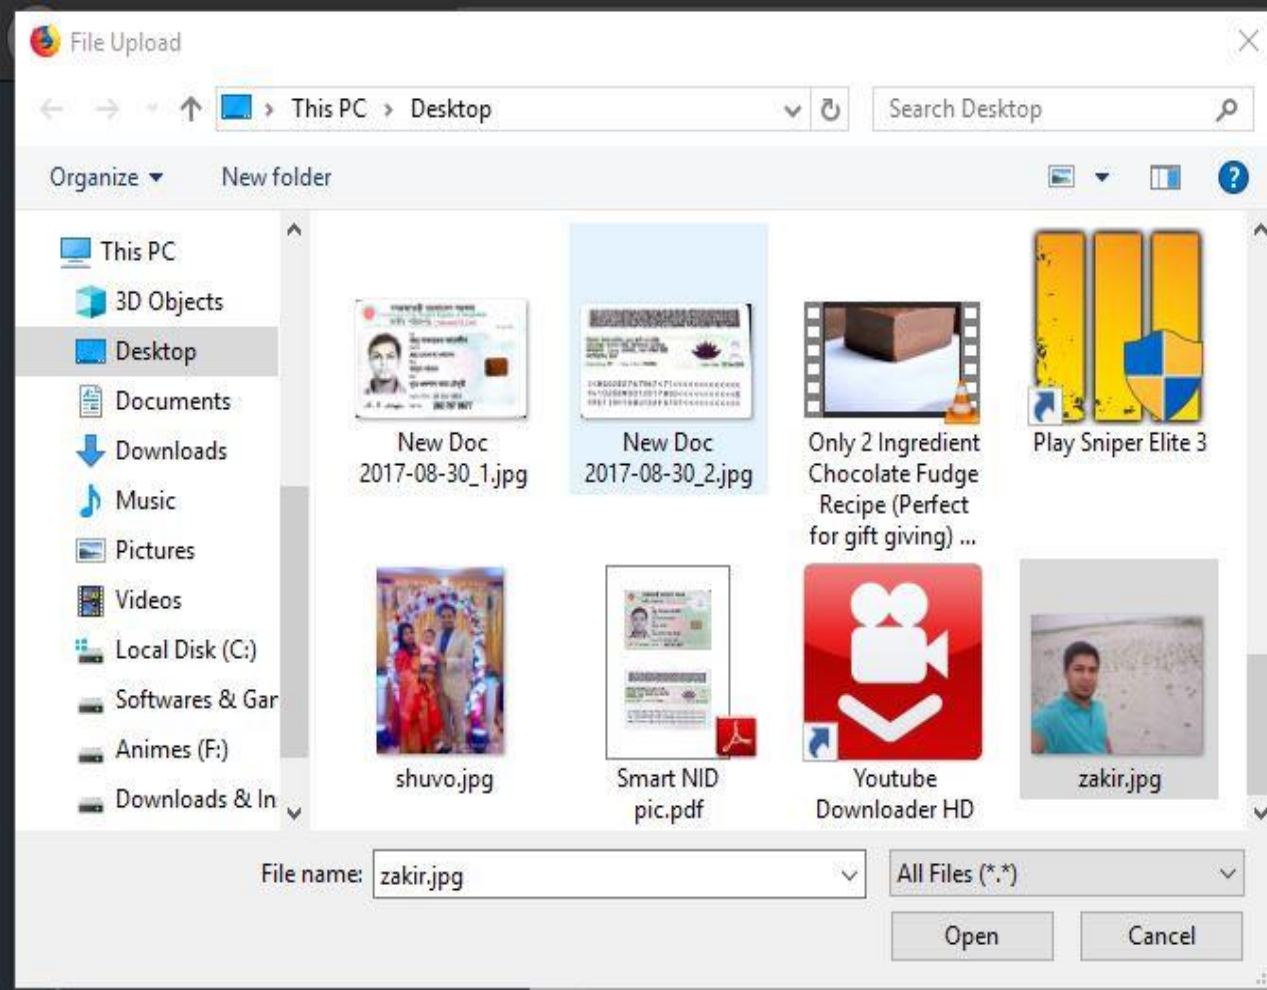 File Upload
This PC > Desktop
Search Desktop
Organize
New folder
?
This PC
3D Objects
Desktop
Documents
Downloads
Music
Pictures
Videos
Local Disk (C:)
Softwares & Gar
Animes (F:)
Downloads & In
New Doc
2017-08-30_1.jpg
New Doc
2017-08-30_2.jpg
Only 2 Ingredient
Chocolate Fudge
Recipe (Perfect
for gift giving) ...
Play Sniper Elite 3
shuvo.jpg
Smart NID
pic.pdf
Youtube
Downloader HD
zakir.jpg
File name: zakir.jpg
All Files (*.*)
Open
Cancel